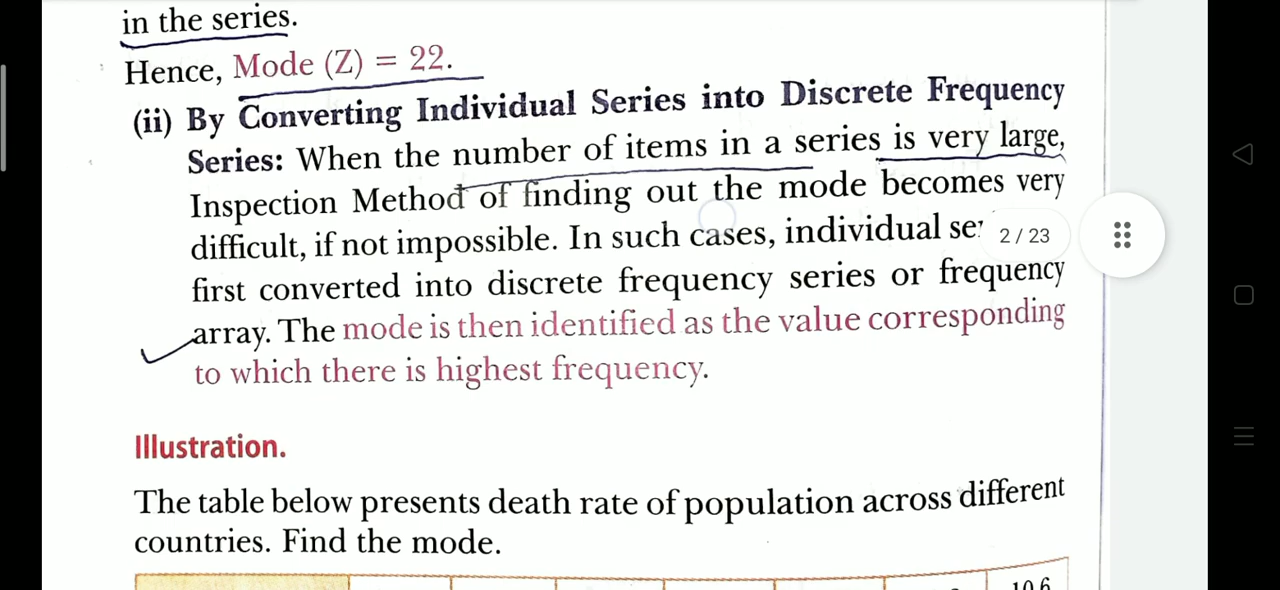 in the series.
Hence, Mode (Z) = 22.
(ii) By Converting Individual Series into Discrete Frequency
Series: When the number of items in a series is very large,
Inspection Method of finding out the mode becomes very
difficult, if not impossible. In such cases, individual
2 / 23
first converted into discrete frequency series or frequency
array. The mode is then identified as the value corresponding
to which there is highest frequency.
Illustration.
The table below presents death rate of population across different
countries. Find the mode.
10.6